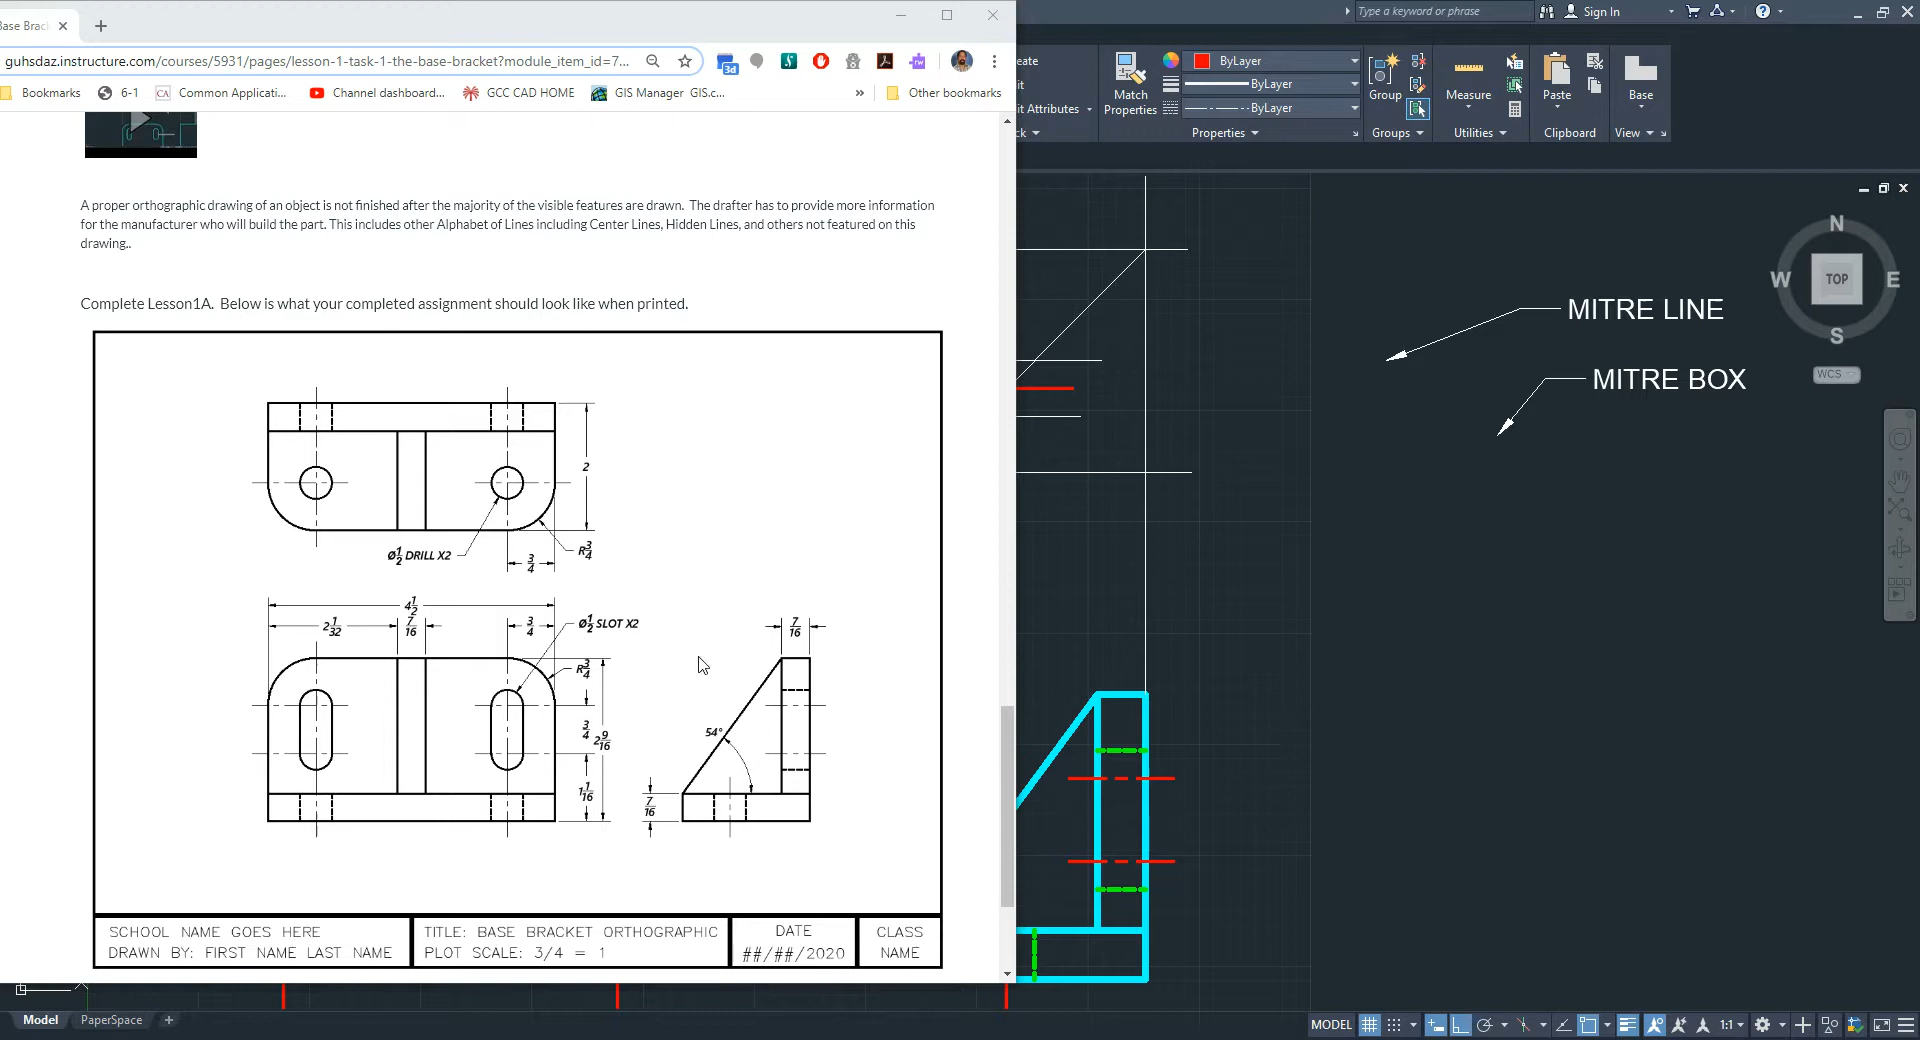 Base Brac
guhsdaz.instructure.com/courses/5931/pages/lesson-1-task-1-the-base-bracket?module_item_id=7...
Bookmarks 6-1 Common Applicati... Channel dashboard... GCC CAD HOME GIS Manager GIS.c... » Other bookmarks
A proper orthographic drawing of an object is not finished after the majority of the visible features are drawn. The drafter has to provide more information
for the manufacturer who will build the part. This includes other Alphabet of Lines including Center Lines, Hidden Lines, and others not featured on this
drawing..
Complete Lesson1A. Below is what your completed assignment should look like when printed.
2
Ø1/2 DRILL X2
R3/4
3/4
4 1/2
2 1/32
7/16
3/4
Ø1/2 SLOT X2
7/16
R3/4
3/4
2 9/16
54°
1 1/16
7/16
SCHOOL NAME GOES HERE
DRAWN BY: FIRST NAME LAST NAME
TITLE: BASE BRACKET ORTHOGRAPHIC
PLOT SCALE: 3/4 = 1
DATE
##/##/2020
CLASS
NAME
Type a keyword or phrase
Sign In
eate
it
it Attributes
ck
Match
Properties
ByLayer
ByLayer
ByLayer
Properties
Group
Groups
Measure
Utilities
Paste
Clipboard
Base
View
N
W TOP E
S
WCS
MITRE LINE
MITRE BOX
Model PaperSpace +
MODEL
1:1
3d